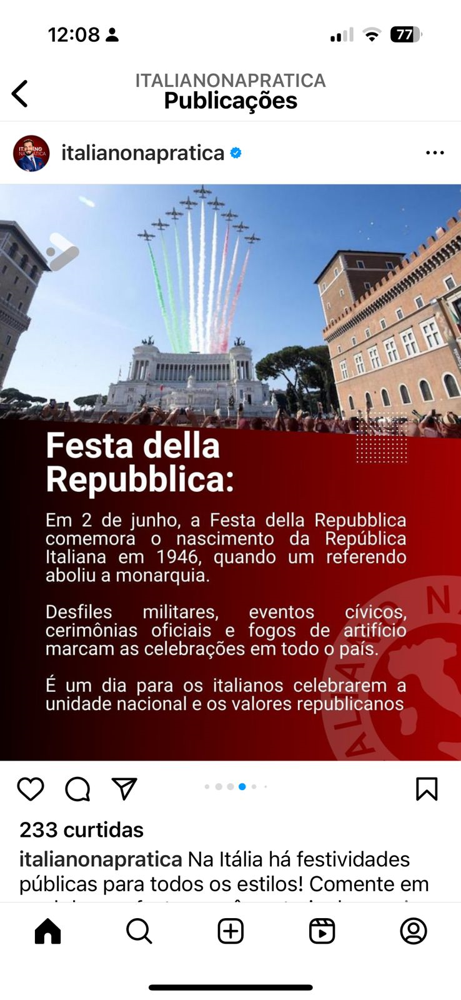 12:08
77
ITALIANONAPRATICA
Publicações
italianonapratica
Festa della
Repubblica:
Em 2 de junho, a Festa della Repubblica
comemora o nascimento da República
Italiana em 1946, quando um referendo
aboliu a monarquia.
Desfiles militares, eventos cívicos,
cerimônias oficiais e fogos de artifício
marcam as celebrações em todo o país.
É um dia para os italianos celebrarem a
unidade nacional e os valores republicanos
233 curtidas
italianonapratica Na Itália há festividades
públicas para todos os estilos! Comente em